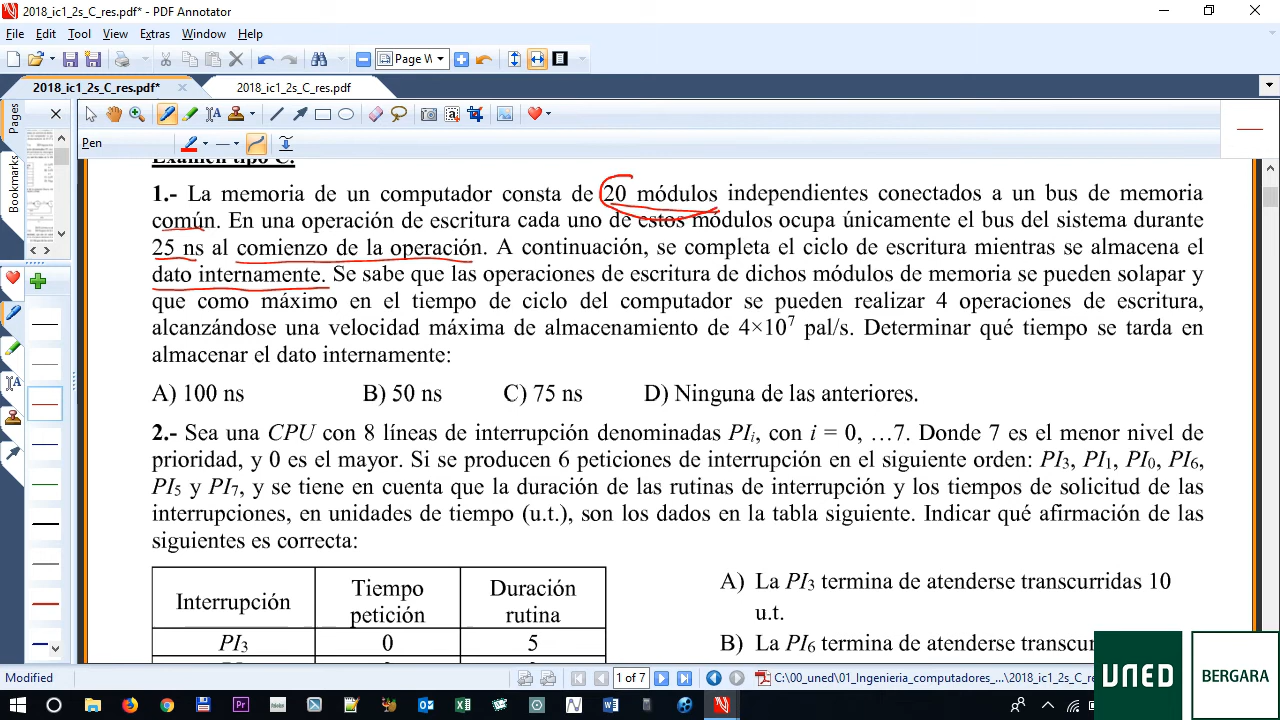 2018_ic1_2s_C_res.pdf* - PDF Annotator
File Edit Tool View Extras Window Help
Page W
2018_ic1_2s_C_res.pdf* 2018_ic1_2s_C_res.pdf
Pen
Pages
Bookmarks
Examen tipo C.
1.- La memoria de un computador consta de 20 módulos independientes conectados a un bus de memoria
común. En una operación de escritura cada uno de estos módulos ocupa únicamente el bus del sistema durante
25 ns al comienzo de la operación. A continuación, se completa el ciclo de escritura mientras se almacena el
dato internamente. Se sabe que las operaciones de escritura de dichos módulos de memoria se pueden solapar y
que como máximo en el tiempo de ciclo del computador se pueden realizar 4 operaciones de escritura,
alcanzándose una velocidad máxima de almacenamiento de 4×10⁷ pal/s. Determinar qué tiempo se tarda en
almacenar el dato internamente:
A) 100 ns B) 50 ns C) 75 ns D) Ninguna de las anteriores.
2.- Sea una CPU con 8 líneas de interrupción denominadas PIᵢ, con i = 0, …7. Donde 7 es el menor nivel de
prioridad, y 0 es el mayor. Si se producen 6 peticiones de interrupción en el siguiente orden: PI₃, PI₁, PI₀, PI₆,
PI₅ y PI₇, y se tiene en cuenta que la duración de las rutinas de interrupción y los tiempos de solicitud de las
interrupciones, en unidades de tiempo (u.t.), son los dados en la tabla siguiente. Indicar qué afirmación de las
siguientes es correcta:
Interrupción Tiempo petición Duración rutina
PI₃ 0 5
A) La PI₃ termina de atenderse transcurridas 10
u.t.
B) La PI₆ termina de atenderse
Modified
1 of 7
C:\00_uned\01_Ingenieria_computadores_...\2018_ic1_2s_C_res
UNED
BERGARA